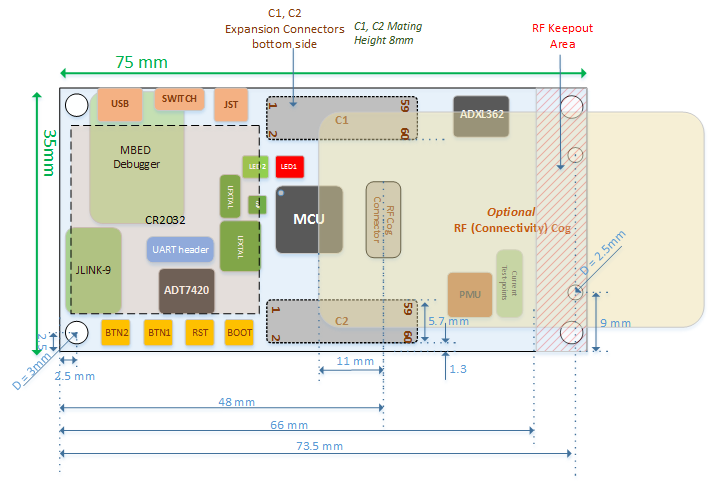 C1, C2
Expansion Connectors
bottom side
C1, C2 Mating
Height 8mm
RF Keepout
Area
75 mm
35mm
USB
SWITCH
JST
1
2
C1
59
60
ADXL362
MBED
Debugger
LED2
LED1
LFXTAL
CR2032
MCU
RFCog
Connector
Optional
RF (Connectivity) Cog
UART header
HFXTAL
JLINK-9
ADT7420
PMU
Current
Test-points
D = 2.5mm
1
2
C2
59
60
BTN2
BTN1
RST
BOOT
5.7 mm
9 mm
2.5
D = 3mm
2.5 mm
11 mm
1.3
48 mm
66 mm
73.5 mm